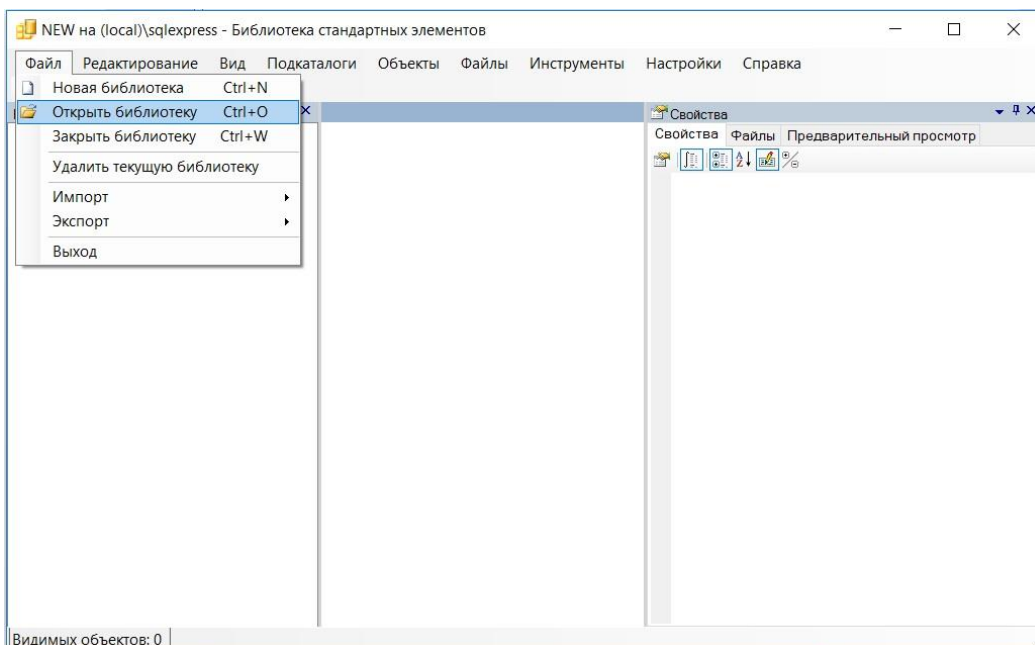 NEW на (local)\sqlexpress - Библиотека стандартных элементов
Файл Редактирование Вид Подкаталоги Объекты Файлы Инструменты Настройки Справка
Новая библиотека Ctrl+N
Открыть библиотеку Ctrl+O
Закрыть библиотеку Ctrl+W
Удалить текущую библиотеку
Импорт
Экспорт
Выход
Свойства
Свойства Файлы Предварительный просмотр
Видимых объектов: 0